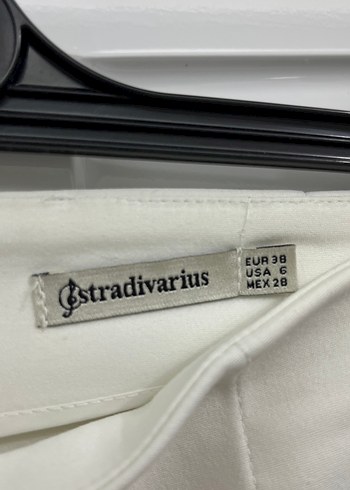 stradivarius
EUR 38
USA 6
MEX 28